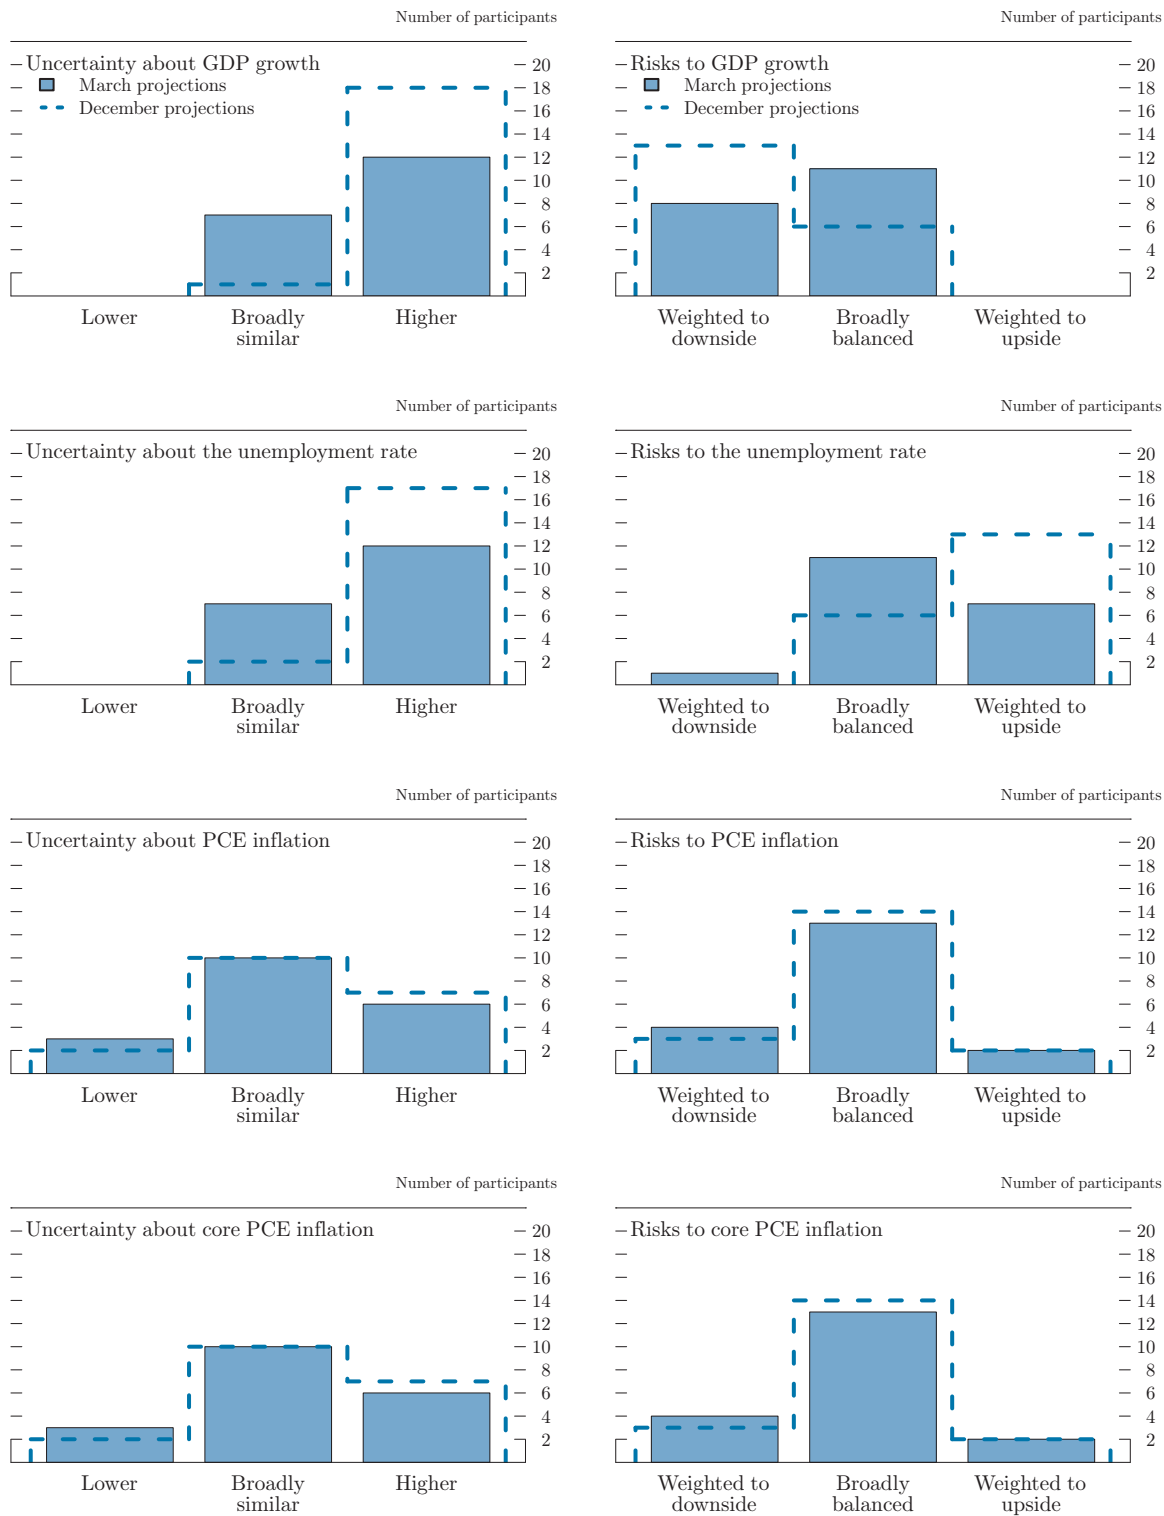 Number of participants
Uncertainty about GDP growth
March projections
December projections
20
18
16
14
12
10
8
6
4
2
Lower
Broadly
similar
Higher
Number of participants
Risks to GDP growth
March projections
December projections
20
18
16
14
12
10
8
6
4
2
Weighted to
downside
Broadly
balanced
Weighted to
upside
Number of participants
Uncertainty about the unemployment rate
20
18
16
14
12
10
8
6
4
2
Lower
Broadly
similar
Higher
Number of participants
Risks to the unemployment rate
20
18
16
14
12
10
8
6
4
2
Weighted to
downside
Broadly
balanced
Weighted to
upside
Number of participants
Uncertainty about PCE inflation
20
18
16
14
12
10
8
6
4
2
Lower
Broadly
similar
Higher
Number of participants
Risks to PCE inflation
20
18
16
14
12
10
8
6
4
2
Weighted to
downside
Broadly
balanced
Weighted to
upside
Number of participants
Uncertainty about core PCE inflation
20
18
16
14
12
10
8
6
4
2
Lower
Broadly
similar
Higher
Number of participants
Risks to core PCE inflation
20
18
16
14
12
10
8
6
4
2
Weighted to
downside
Broadly
balanced
Weighted to
upside